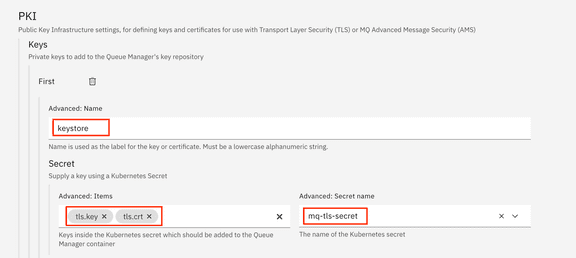 PKI
Public Key Infrastructure settings, for defining keys and certificates for use with Transport Layer Security (TLS) or MQ Advanced Message Security (AMS)
Keys
Private keys to add to the Queue Manager's key repository
First
Advanced: Name
keystore
Name is used as the label for the key or certificate. Must be a lowercase alphanumeric string.
Secret
Supply a key using a Kubernetes Secret
Advanced: Items
Advanced: Secret name
tls.key tls.crt
mq-tls-secret
Keys inside the Kubernetes secret which should be added to the Queue
Manager container
The name of the Kubernetes secret